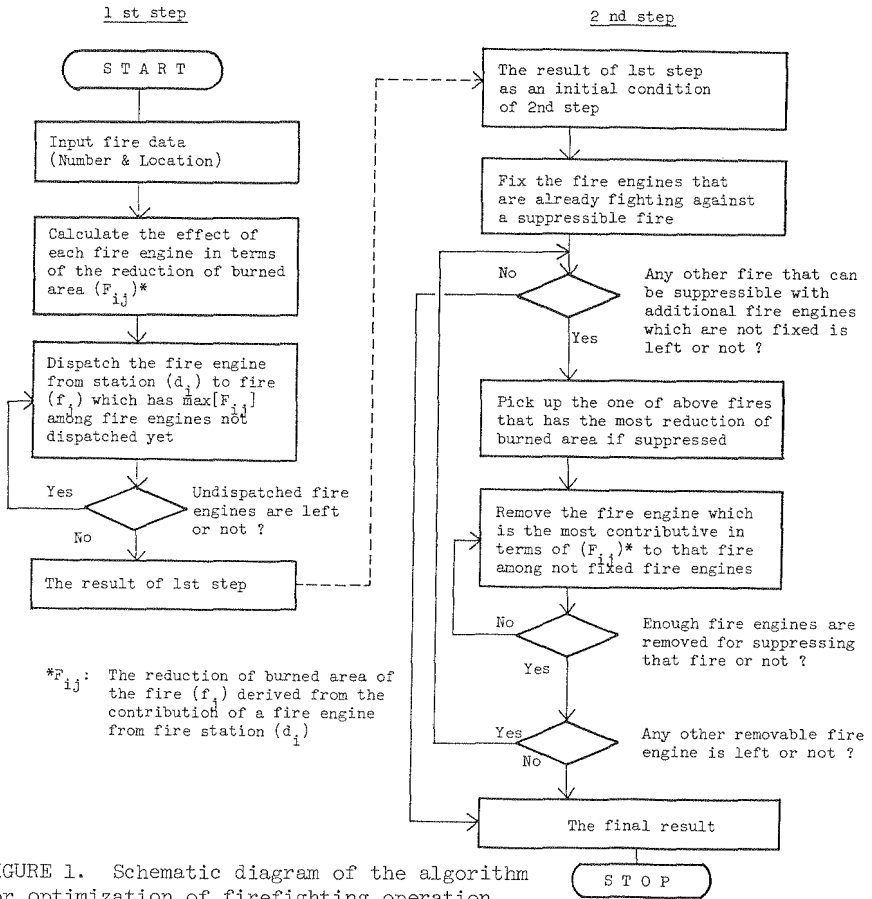 1 st step
S T A R T
Input fire data
(Number & Location)
Calculate the effect of
each fire engine in terms
of the reduction of burned
area (F_ij)*
Dispatch the fire engine
from station (d_i) to fire
(f_j) which has max[F_ij]
among fire engines not
dispatched yet
Yes
Undispatched fire
engines are left
or not ?
No
The result of 1st step
*F_ij: The reduction of burned area of
the fire (f_j) derived from the
contribution of a fire engine
from fire station (d_i)
2 nd step
The result of 1st step
as an initial condition
of 2nd step
Fix the fire engines that
are already fighting against
a suppressible fire
No
Any other fire that can
be suppressible with
additional fire engines
which are not fixed is
left or not ?
Yes
Pick up the one of above fires
that has the most reduction of
burned area if suppressed
Remove the fire engine which
is the most contributive in
terms of (F_ij)* to that fire
among not fixed fire engines
No
Enough fire engines are
removed for suppressing
that fire or not ?
Yes
Yes
Any other removable fire
engine is left or not ?
No
The final result
S T O P
IGURE 1. Schematic diagram of the algorithm
or optimization of firefighting operation